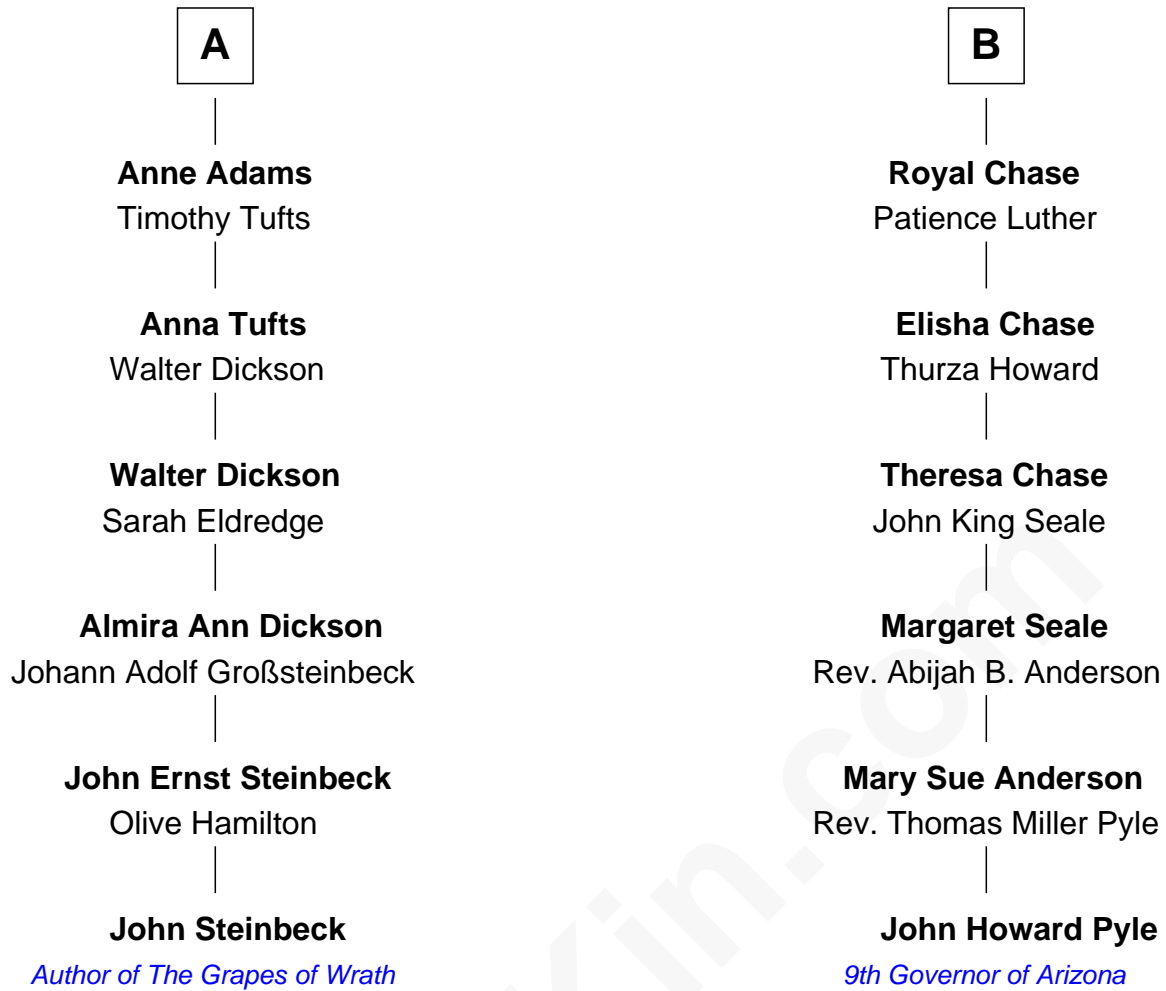 A
Anne Adams
Timothy Tufts
Anna Tufts
Walter Dickson
Walter Dickson
Sarah Eldredge
Almira Ann Dickson
Johann Adolf Großsteinbeck
John Ernst Steinbeck
Olive Hamilton
John Steinbeck
Author of The Grapes of Wrath
B
Royal Chase
Patience Luther
Elisha Chase
Thurza Howard
Theresa Chase
John King Seale
Margaret Seale
Rev. Abijah B. Anderson
Mary Sue Anderson
Rev. Thomas Miller Pyle
John Howard Pyle
9th Governor of Arizona
Kin.com